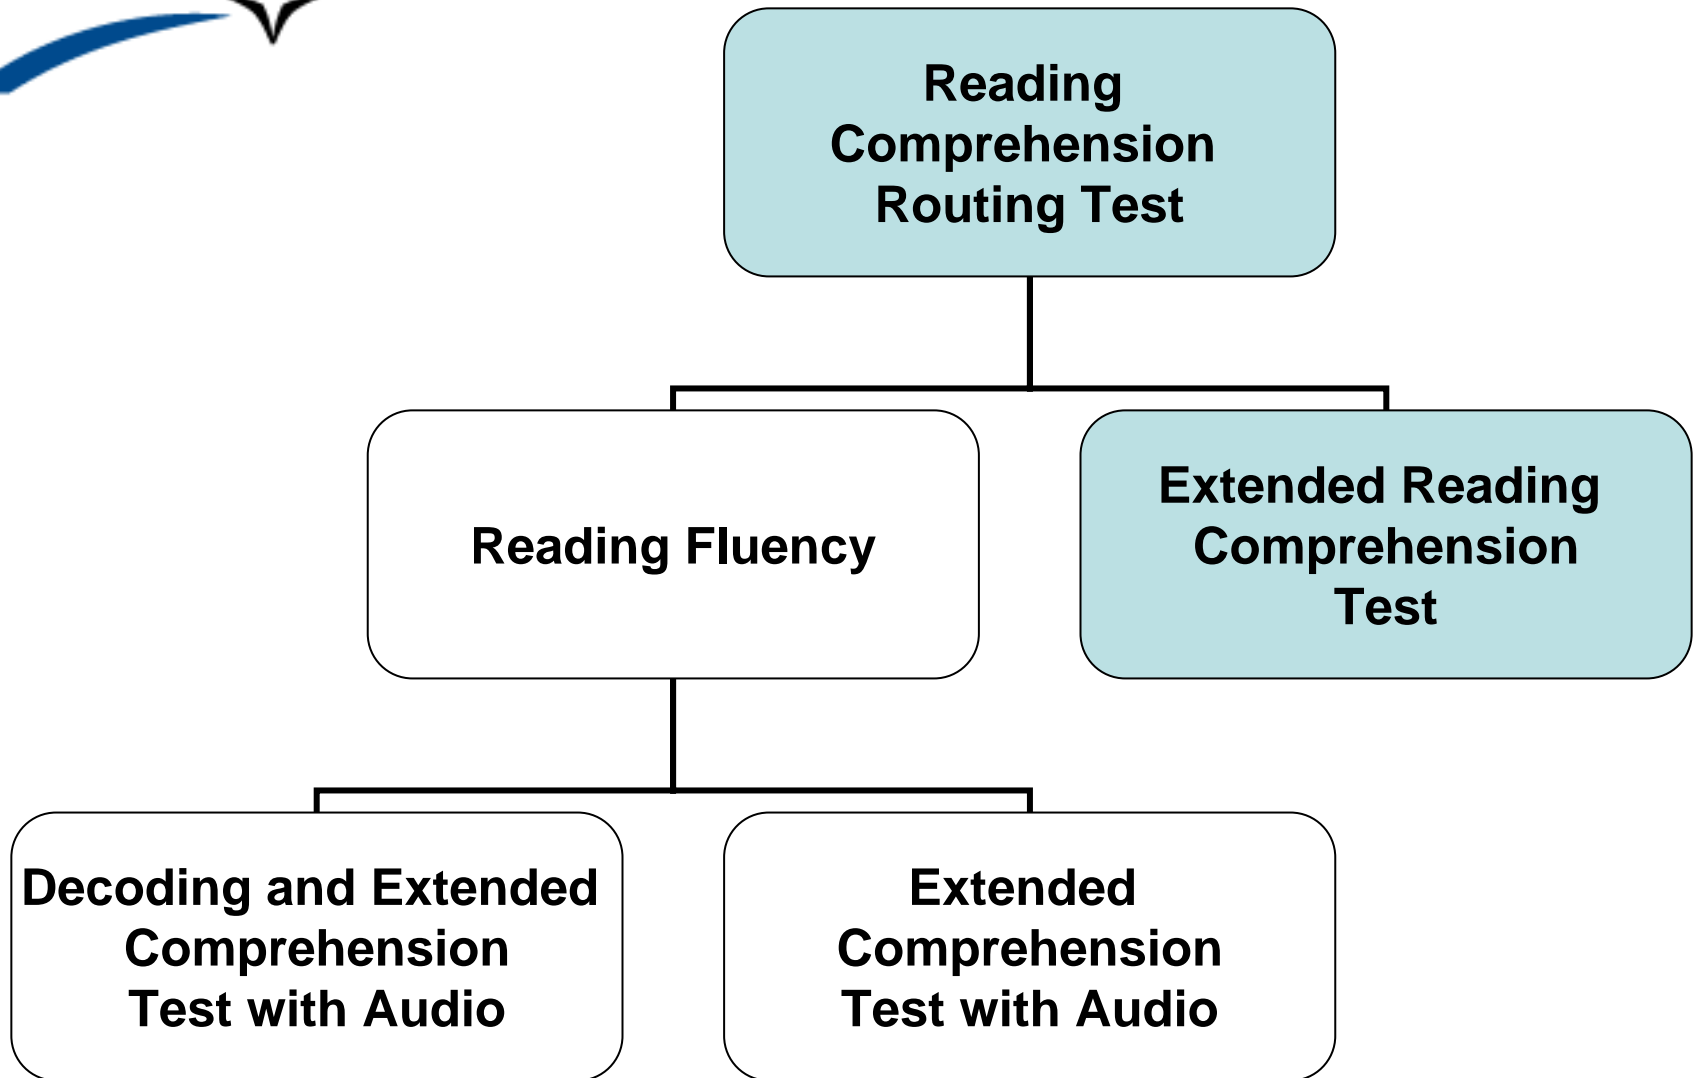 Reading
Comprehension
Routing Test
Reading Fluency
Extended Reading
Comprehension
Test
Decoding and Extended
Comprehension
Test with Audio
Extended
Comprehension
Test with Audio